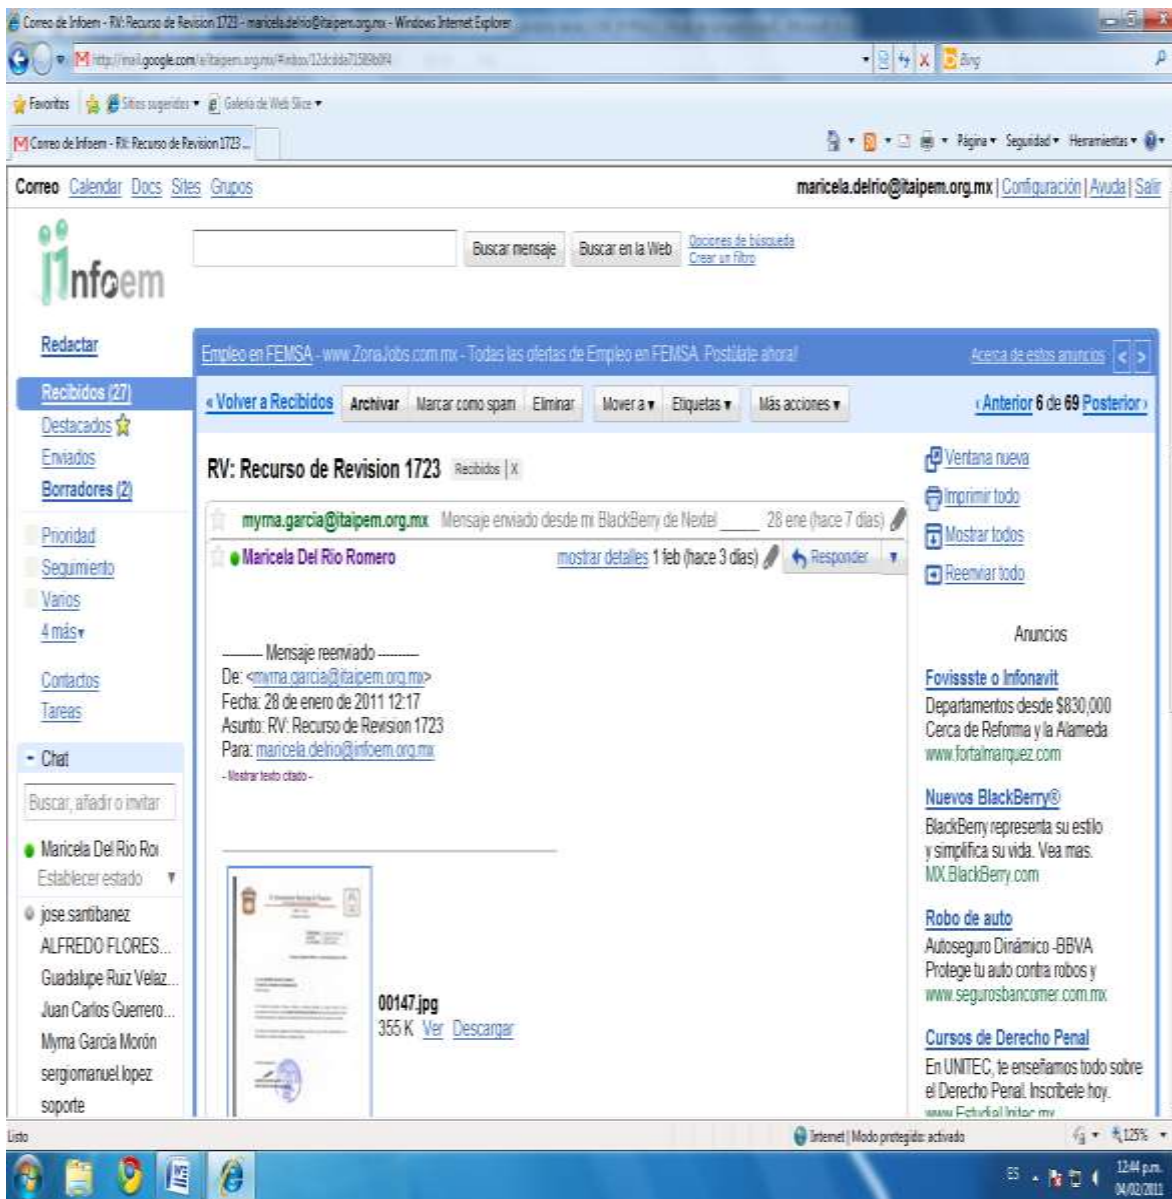 Correo de Infoem - RV: Recurso de Revision 1723 - maricela.delrio@itaipem.org.mx - Windows Internet Explorer
Bing
Favoritos Sitios sugeridos Galería de Web Slice
Correo de Infoem - RV: Recurso de Revision 1723 ...
Página Seguridad Herramientas
Correo Calendar Docs Sites Grupos
maricela.delrio@itaipem.org.mx | Configuración | Ayuda | Salir
infoem
Buscar mensaje Buscar en la Web Opciones de búsqueda
Crear un filtro
Redactar
Recibidos (27)
Destacados
Enviados
Borradores (2)
Prioridad
Seguimiento
Varios
4 más▾
Contactos
Tareas
- Chat
Buscar, añadir o invitar
Maricela Del Rio Ro
Establecer estado
jose.santibanez
ALFREDO FLORES...
Guadalupe Ruiz Velaz...
Juan Carlos Guerrero...
Myrna García Morón
sergiomanuel.lopez
soporte
Empleo en FEMSA - www.ZonaJobs.com.mx - Todas las ofertas de Empleo en FEMSA. Postúlate ahora!
Acerca de estos anuncios < >
« Volver a Recibidos Archivar Marcar como spam Eliminar Mover a ▾ Etiquetas ▾ Más acciones ▾
‹ Anterior 6 de 69 Posterior ›
RV: Recurso de Revision 1723 Recibidos | X
myrna.garcia@itaipem.org.mx Mensaje enviado desde mi BlackBerry de Nextel ______ 28 ene (hace 7 días)
Maricela Del Rio Romero mostrar detalles 1 feb (hace 3 días) Responder
---------- Mensaje reenviado ----------
De: <myrna.garcia@itaipem.org.mx>
Fecha: 28 de enero de 2011 12:17
Asunto: RV: Recurso de Revision 1723
Para: maricela.delrio@infoem.org.mx
- Mostrar texto citado -
00147.jpg
355 K Ver Descargar
Ventana nueva
Imprimir todo
Mostrar todos
Reenviar todo
Anuncios
Fovissste o Infonavit
Departamentos desde $830,000
Cerca de Reforma y la Alameda
www.fortalmarquez.com
Nuevos BlackBerry®
BlackBerry representa su estilo
y simplifica su vida. Vea mas.
MX.BlackBerry.com
Robo de auto
Autoseguro Dinámico -BBVA
Protege tu auto contra robos y
www.segurosbancomer.com.mx
Cursos de Derecho Penal
En UNITEC, te enseñamos todo sobre
el Derecho Penal. Inscríbete hoy.
www.EstudiaUnitec.mx
Listo
Internet | Modo protegido: activado
125%
ES
12:44 p.m.
04/02/2011